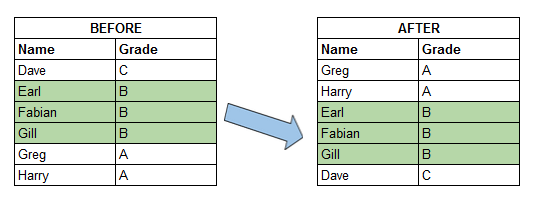 BEFORE
Name Grade
Dave C
Earl B
Fabian B
Gill B
Greg A
Harry A
AFTER
Name Grade
Greg A
Harry A
Earl B
Fabian B
Gill B
Dave C